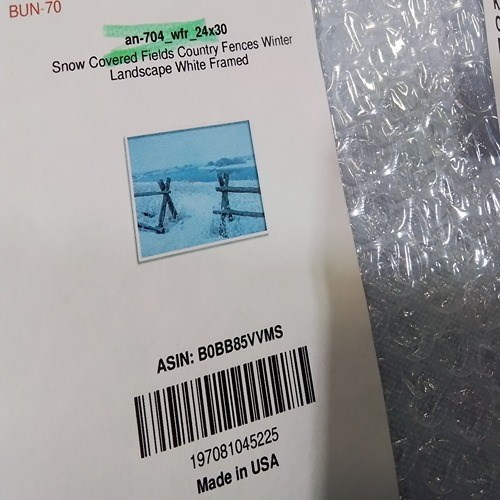 BUN-70
an-704_wfr_24x30
Snow Covered Fields Country Fences Winter
Landscape White Framed
ASIN: B0BB85VVMS
197081045225
Made in USA